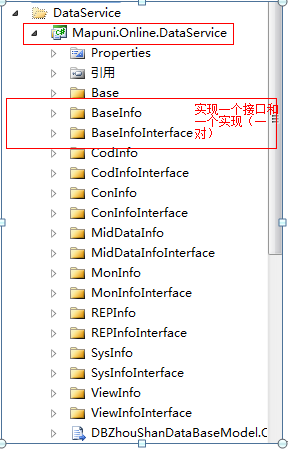 DataService
Mapuni.Online.DataService
Properties
引用
Base
BaseInfo
BaseInfoInterface
实现一个接口和
一个实现（一
对）
CodInfo
CodInfoInterface
ConInfo
ConInfoInterface
MidDataInfo
MidDataInfoInterface
MonInfo
MonInfoInterface
REPInfo
REPInfoInterface
SysInfo
SysInfoInterface
ViewInfo
ViewInfoInterface
DBZhouShanDataBaseModel.C